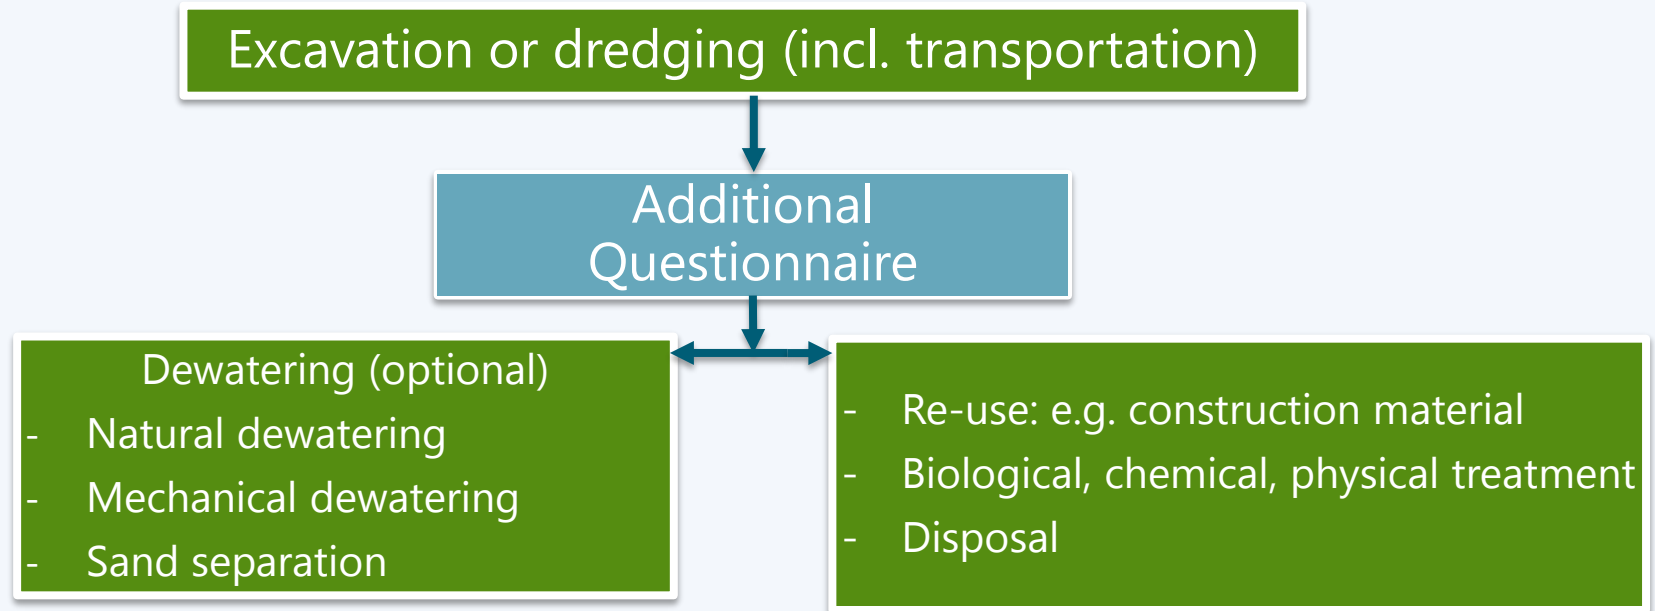 Excavation or dredging (incl. transportation)
Additional
Questionnaire
Dewatering (optional)
- Natural dewatering
- Mechanical dewatering
- Sand separation
- Re-use: e.g. construction material
- Biological, chemical, physical treatment
- Disposal